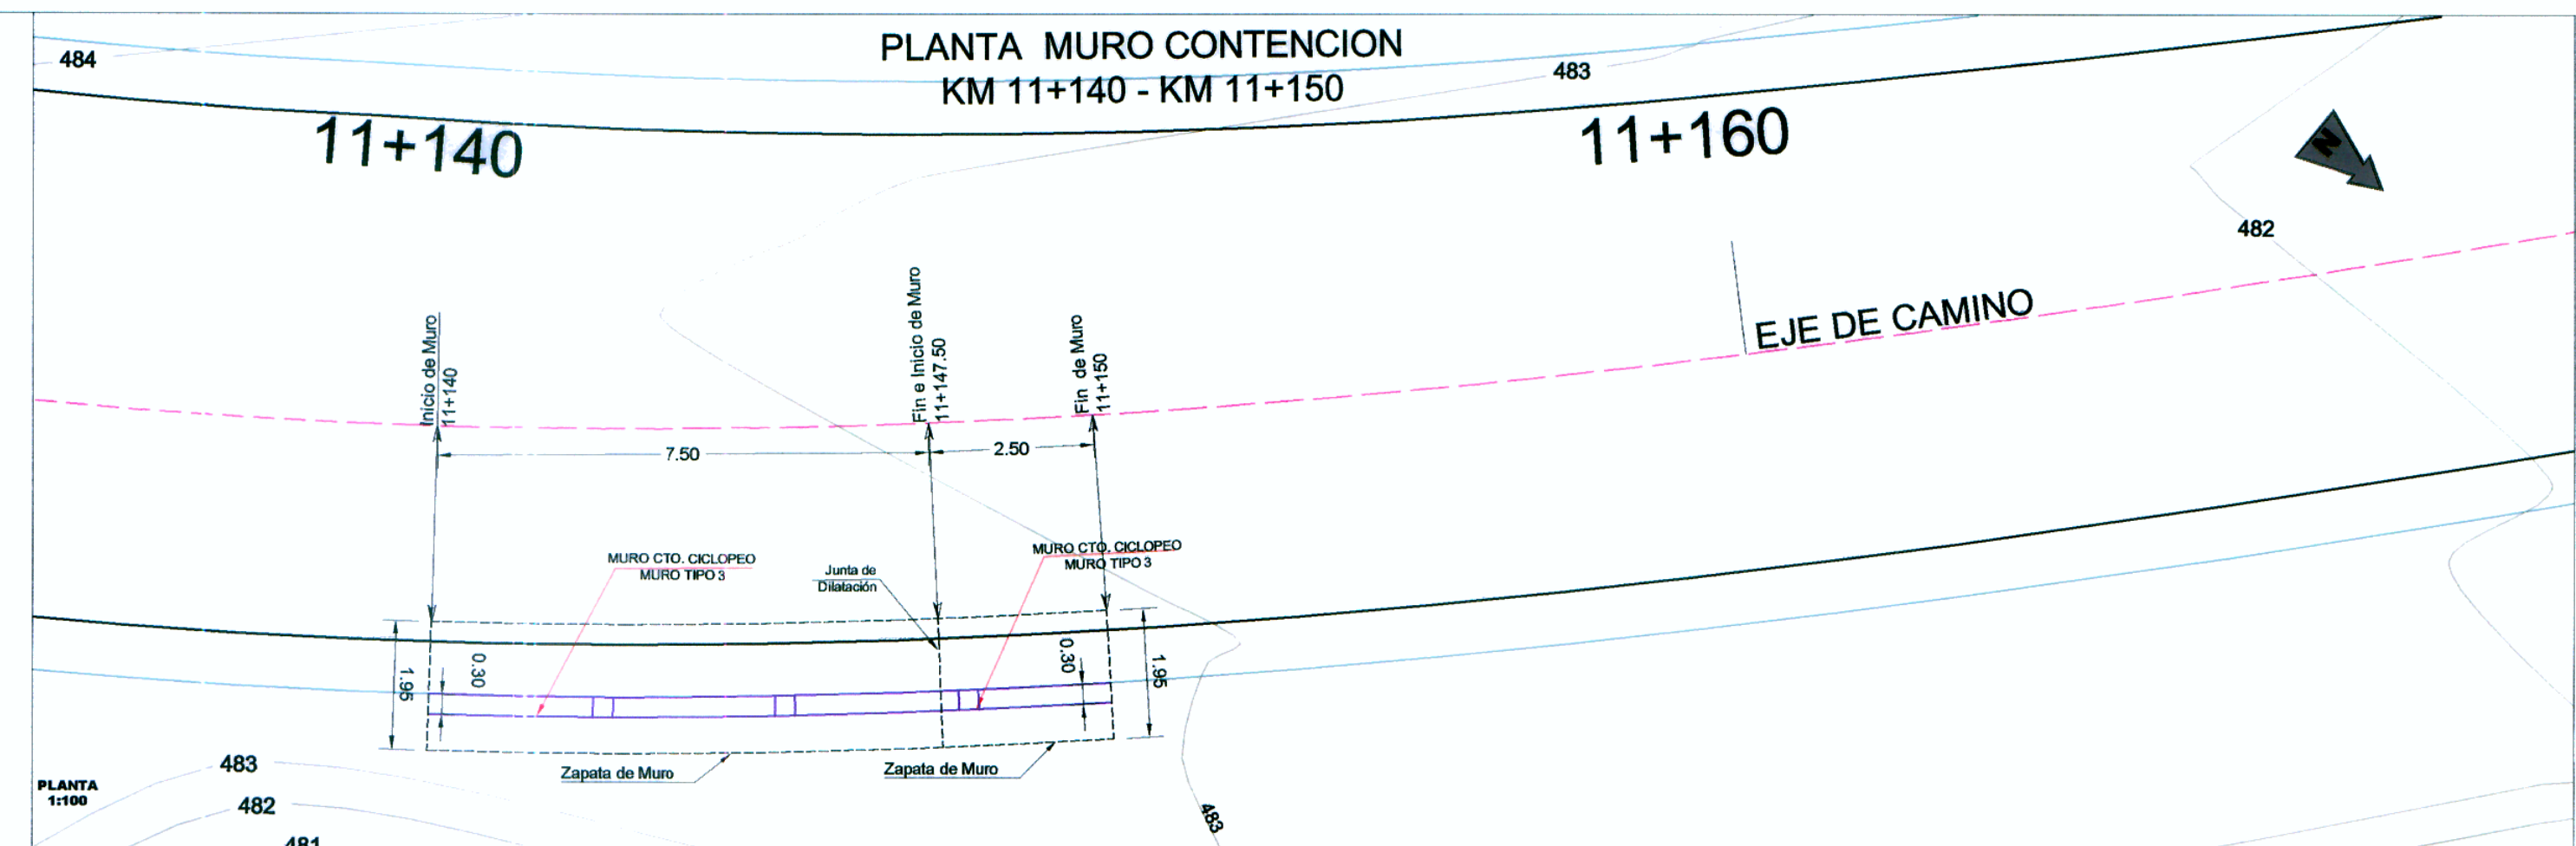 PLANTA MURO CONTENCION
KM 11+140 - KM 11+150
484
483
11+140
11+160
N
482
EJE DE CAMINO
Inicio de Muro
11+140
Fin e Inicio de Muro
11+147.50
Fin de Muro
11+150
7.50
2.50
MURO CTO. CICLOPEO
MURO TIPO 3
Junta de
Dilatación
MURO CTO. CICLOPEO
MURO TIPO 3
1.95
0.30
0.30
1.95
Zapata de Muro
Zapata de Muro
483
PLANTA
1:100
482
483
481